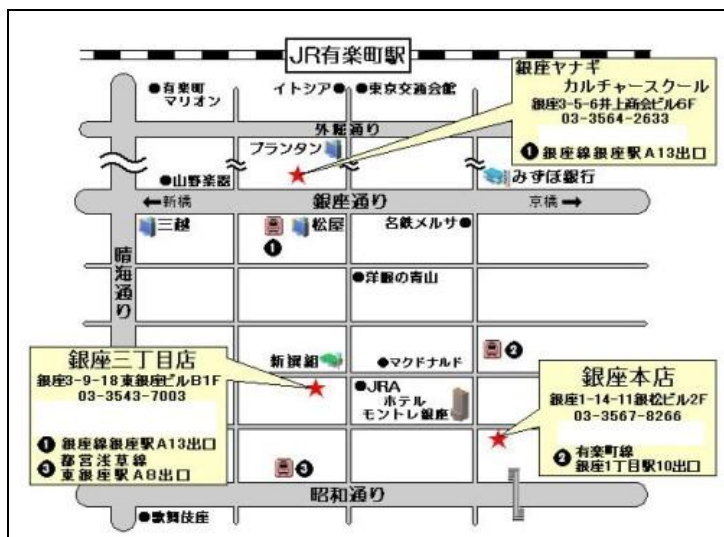 JR有楽町駅
銀座ヤナギ
カルチャースクール
銀座3-5-6井上商会ビル6F
03-3564-2633
❶銀座線銀座駅A13出口
●有楽町
マリオン
イトシア●
●東京交通会館
外堀通り
プランタン
●山野楽器
みずほ銀行
←新橋
銀座通り
京橋→
三越
❶
松屋
名鉄メルサ●
晴海通り
●洋服の青山
銀座三丁目店
銀座3-9-18東銀座ビルB1F
03-3543-7003
❶銀座線銀座駅A13出口
❸都営浅草線
東銀座駅A8出口
新選組
●マクドナルド
❷
●JRA
ホテル
モントレ銀座
銀座本店
銀座1-14-11銀松ビル2F
03-3567-8266
❷有楽町線
銀座1丁目駅10出口
❸
昭和通り
●歌舞伎座